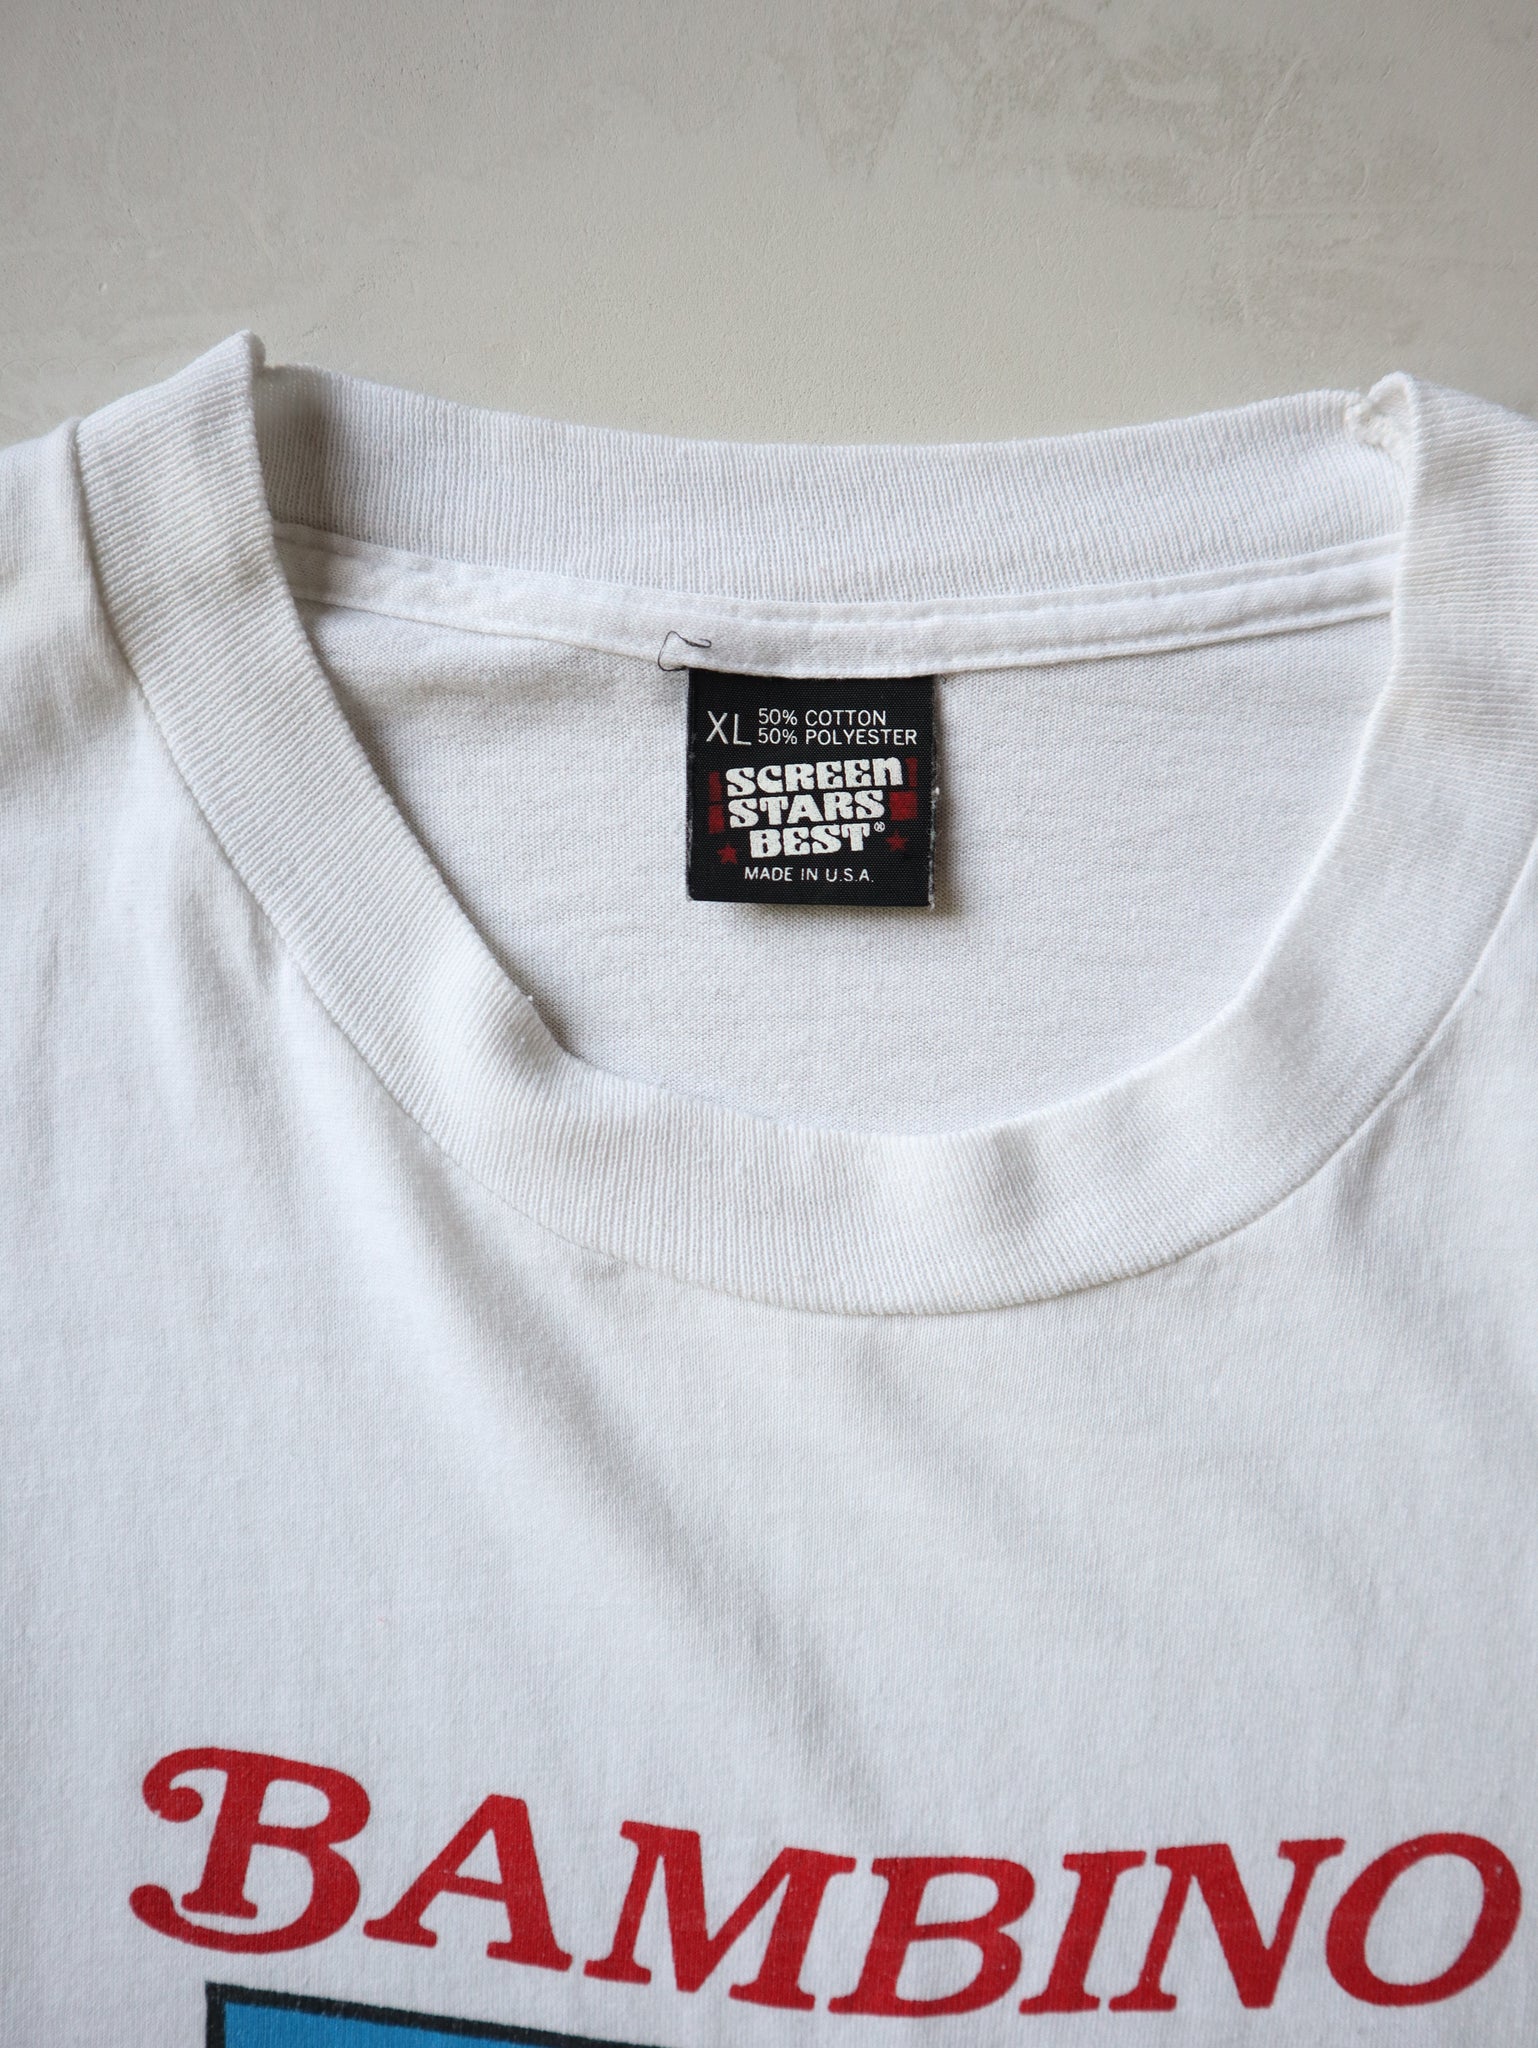 XL 50% COTTON
50% POLYESTER
SCREEN
STARS
BEST®
MADE IN U.S.A.
BAMBINO